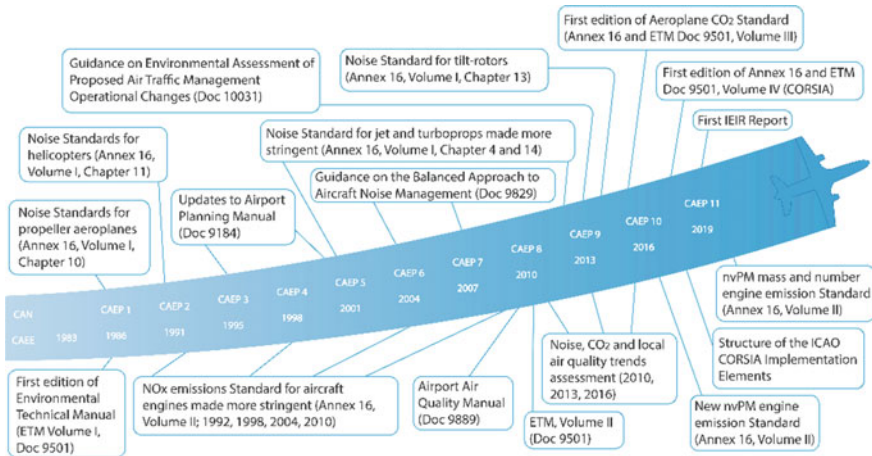 First edition of Aeroplane CO2 Standard
(Annex 16 and ETM Doc 9501, Volume III)
Guidance on Environmental Assessment of
Proposed Air Traffic Management
Operational Changes (Doc 10031)
Noise Standard for tilt-rotors
(Annex 16, Volume I, Chapter 13)
First edition of Annex 16 and ETM
Doc 9501, Volume IV (CORSIA)
First IEIR Report
Noise Standards for
helicopters (Annex 16,
Volume I, Chapter 11)
Noise Standard for jet and turboprops made more
stringent (Annex 16, Volume I, Chapter 4 and 14)
Guidance on the Balanced Approach to
Aircraft Noise Management (Doc 9829)
Updates to Airport
Planning Manual
(Doc 9184)
Noise Standards for
propeller aeroplanes
(Annex 16, Volume I,
Chapter 10)
CAN
CAEE
1983
CAEP 1
1986
CAEP 2
1991
CAEP 3
1995
CAEP 4
1998
CAEP 5
2001
CAEP 6
2004
CAEP 7
2007
CAEP 8
2010
CAEP 9
2013
CAEP 10
2016
CAEP 11
2019
First edition of
Environmental
Technical Manual
(ETM Volume I,
Doc 9501)
NOx emissions Standard for aircraft
engines made more stringent (Annex 16,
Volume II; 1992, 1998, 2004, 2010)
Airport Air
Quality Manual
(Doc 9889)
ETM, Volume II
(Doc 9501)
Noise, CO2 and local
air quality trends
assessment (2010,
2013, 2016)
New nvPM engine
emission Standard
(Annex 16, Volume II)
Structure of the ICAO
CORSIA Implementation
Elements
nvPM mass and number
engine emission Standard
(Annex 16, Volume II)